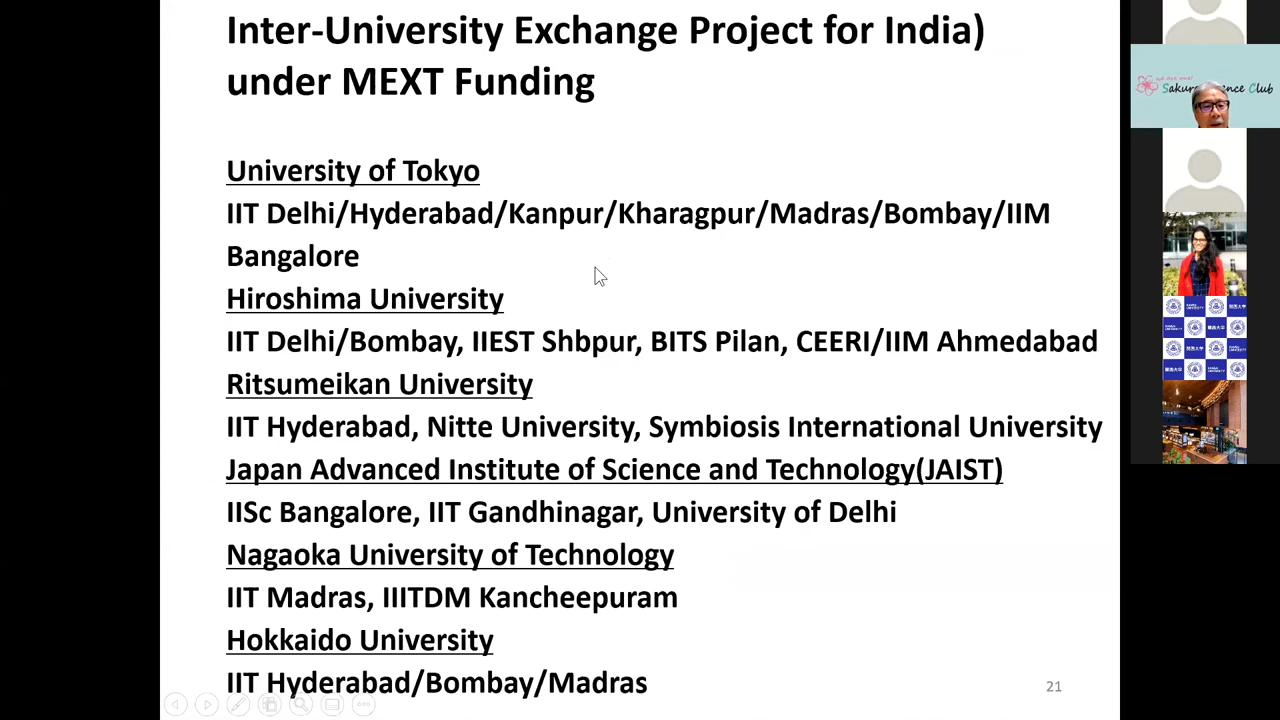 Inter-University Exchange Project for India)
under MEXT Funding
University of Tokyo
IIT Delhi/Hyderabad/Kanpur/Kharagpur/Madras/Bombay/IIM
Bangalore
Hiroshima University
IIT Delhi/Bombay, IIEST Shbpur, BITS Pilan, CEERI/IIM Ahmedabad
Ritsumeikan University
IIT Hyderabad, Nitte University, Symbiosis International University
Japan Advanced Institute of Science and Technology(JAIST)
IISc Bangalore, IIT Gandhinagar, University of Delhi
Nagaoka University of Technology
IIT Madras, IIITDM Kancheepuram
Hokkaido University
IIT Hyderabad/Bombay/Madras
21
Club